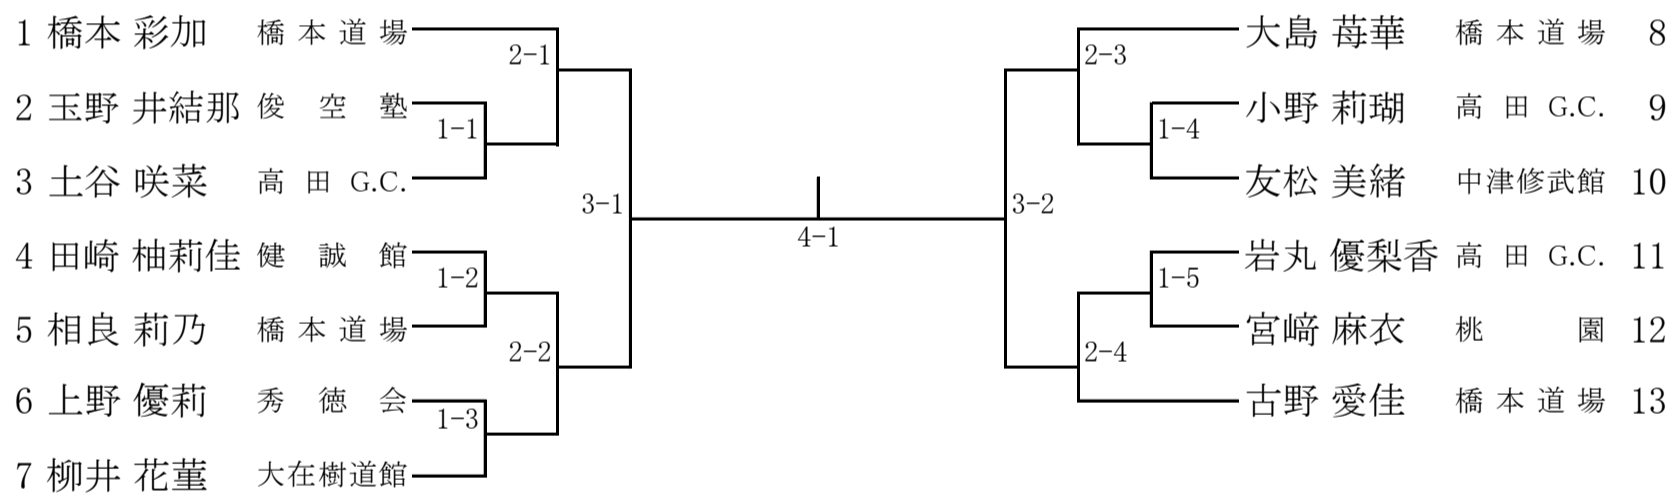 1 橋本 彩加 橋本道場
2-1
2 玉野 井結那 俊空塾
1-1
3 土谷 咲菜 高田 G.C.
3-1
4 田崎 柚莉佳 健誠館
1-2
5 相良 莉乃 橋本道場
2-2
6 上野 優莉 秀徳会
1-3
7 柳井 花菫 大在樹道館
4-1
大島 苺華 橋本道場 8
2-3
小野 莉瑚 高田 G.C. 9
1-4
友松 美緒 中津修武館 10
3-2
岩丸 優梨香 高田 G.C. 11
1-5
宮﨑 麻衣 桃園 12
2-4
古野 愛佳 橋本道場 13